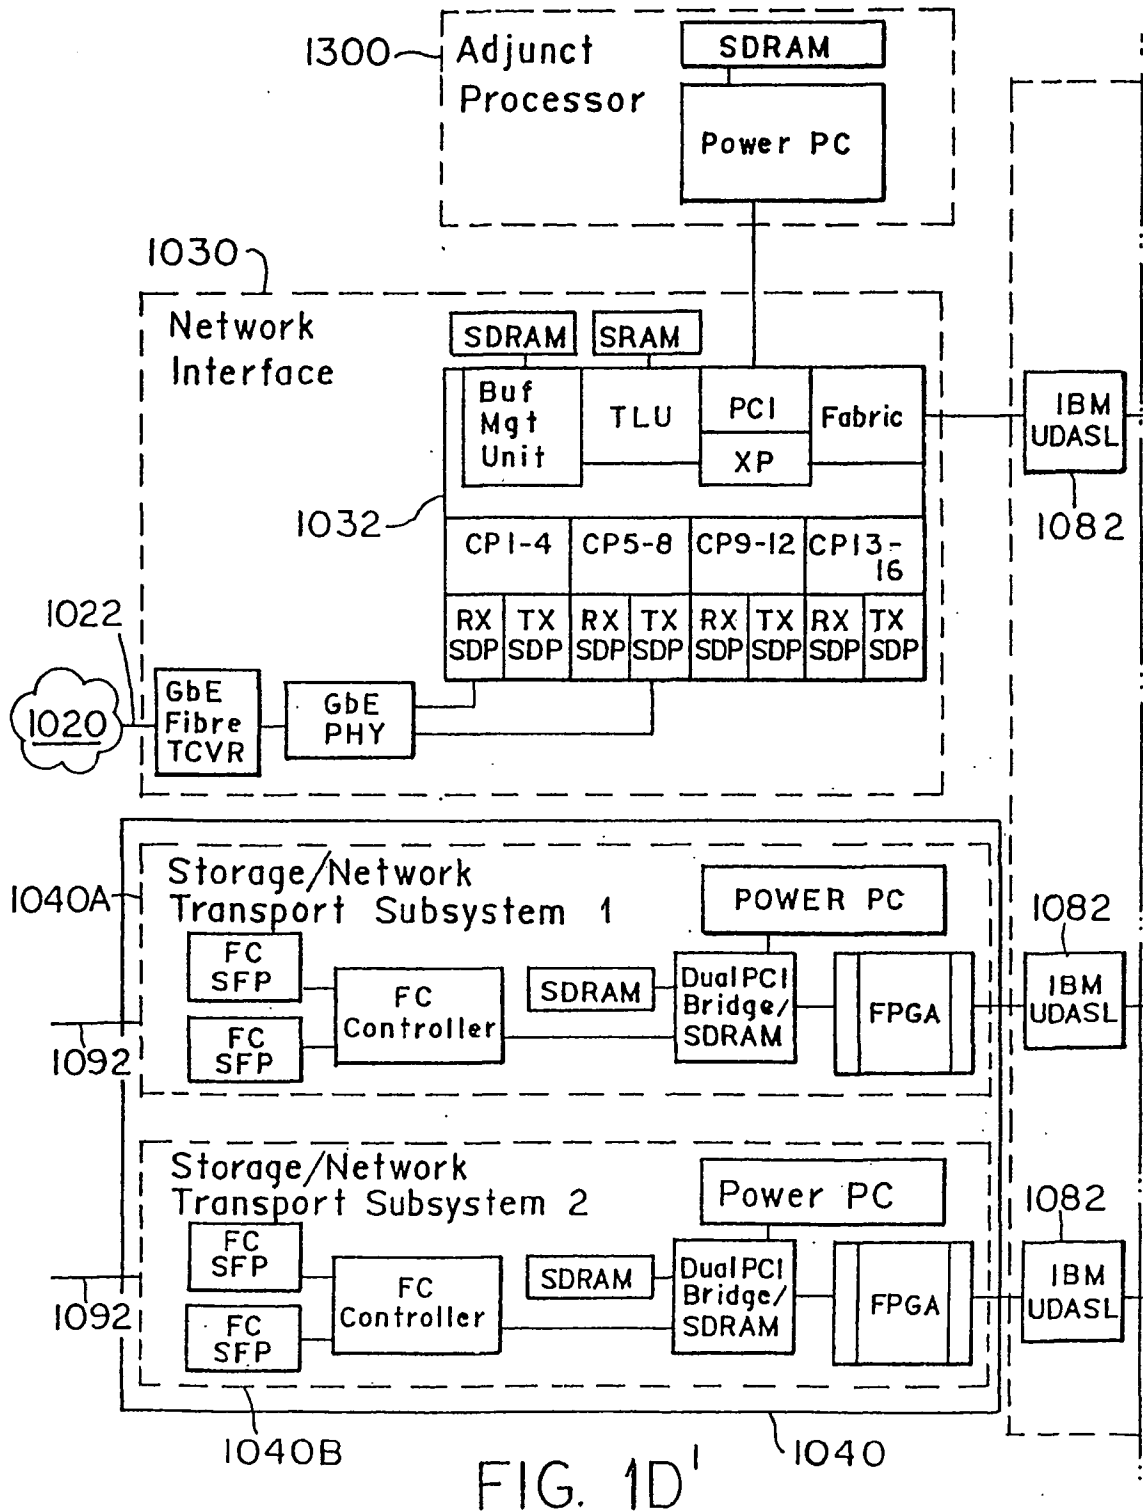 1300
Adjunct
Processor
SDRAM
Power PC
1030
Network
Interface
SDRAM
SRAM
Buf
Mgt
Unit
TLU
PCI
XP
Fabric
IBM
UDASL
1082
1032
CP1-4
CP5-8
CP9-12
CP13-
16
RX
SDP
TX
SDP
RX
SDP
TX
SDP
RX
SDP
TX
SDP
RX
SDP
TX
SDP
1022
1020
GbE
Fibre
TCVR
GbE
PHY
1040A
Storage/Network
Transport Subsystem 1
POWER PC
1082
FC
SFP
FC
SFP
FC
Controller
SDRAM
Dual PCI
Bridge/
SDRAM
FPGA
IBM
UDASL
1092
Storage/Network
Transport Subsystem 2
Power PC
1082
FC
SFP
FC
SFP
FC
Controller
SDRAM
Dual PCI
Bridge/
SDRAM
FPGA
IBM
UDASL
1092
1040B
1040
FIG. 1D'